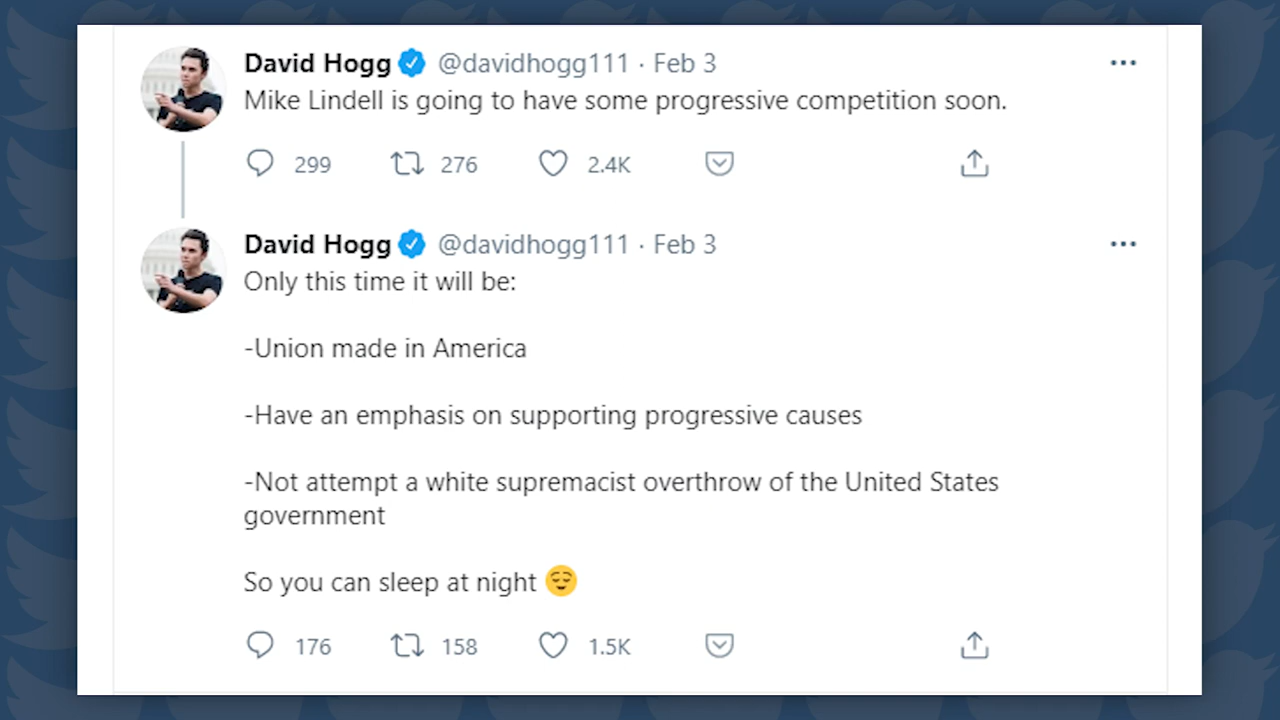 David Hogg @davidhogg111 · Feb 3
Mike Lindell is going to have some progressive competition soon.
299 276 2.4K
David Hogg @davidhogg111 · Feb 3
Only this time it will be:
-Union made in America
-Have an emphasis on supporting progressive causes
-Not attempt a white supremacist overthrow of the United States
government
So you can sleep at night 😌
176 158 1.5K